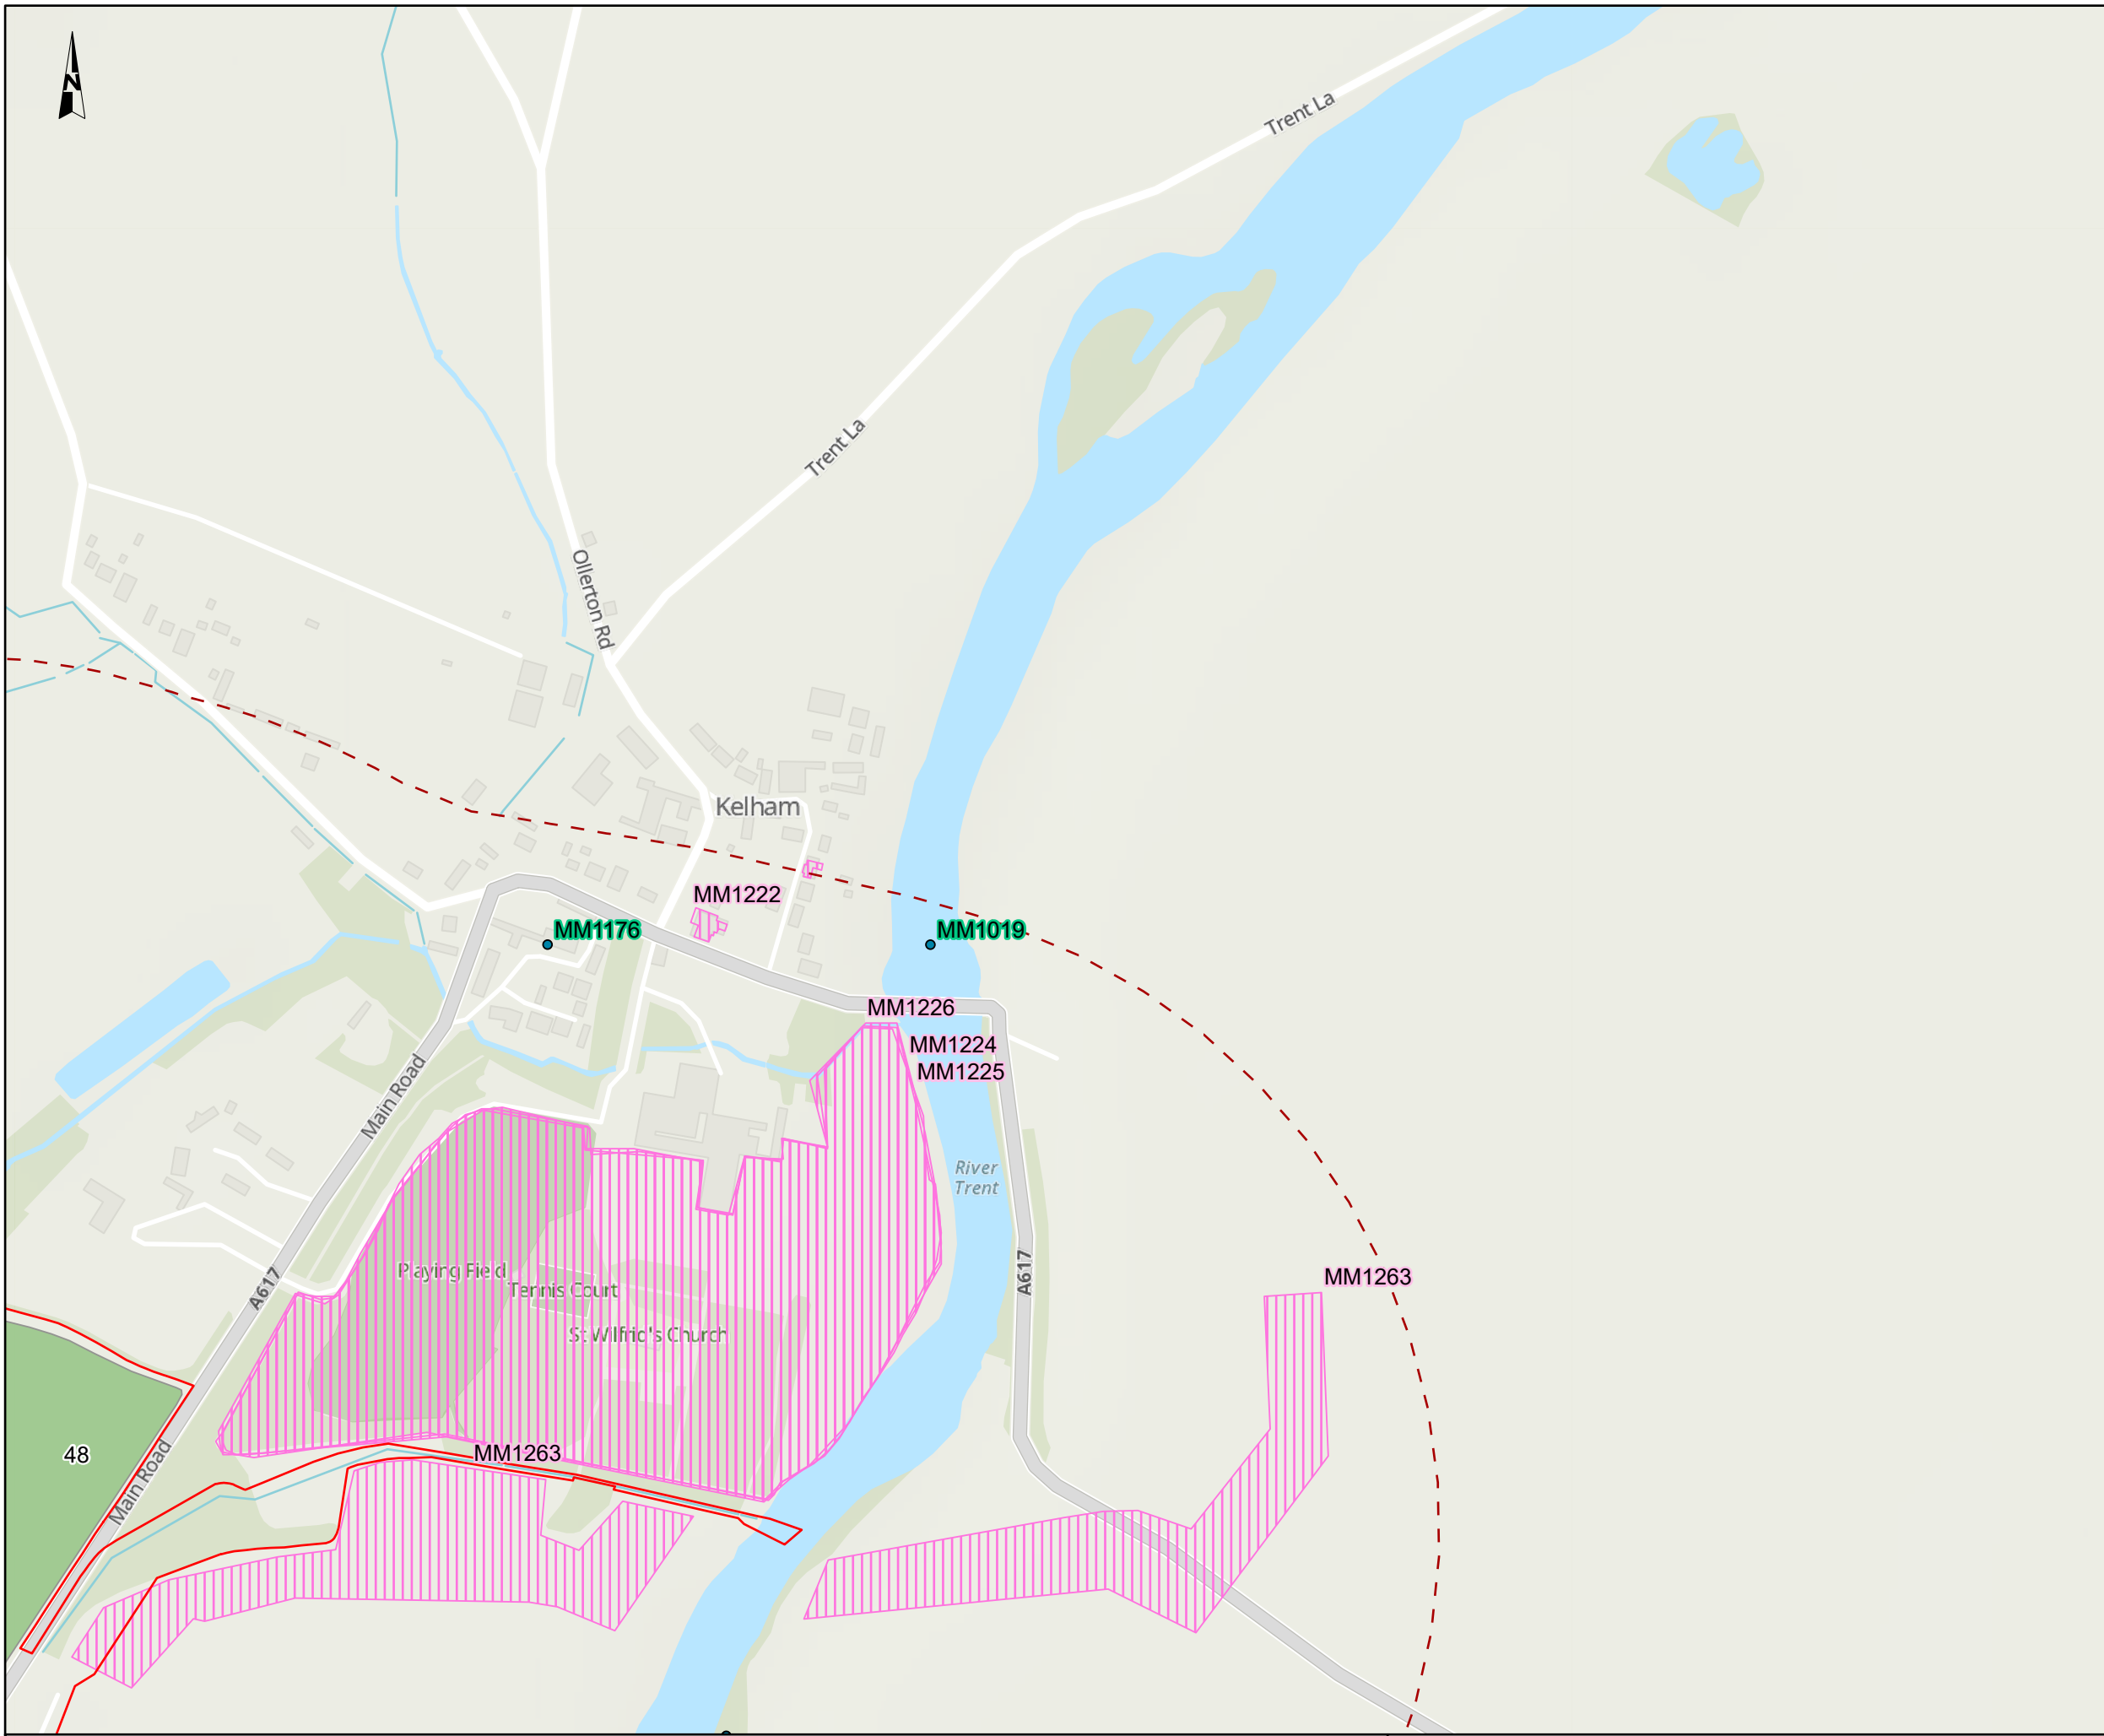 N
Trent La
Trent La
Ollerton Rd
Kelham
MM1222
MM1176
MM1019
MM1226
MM1224
MM1225
Main Road
River
Trent
A617
A617
Playing Field
Tennis Court
MM1263
St Wilfrid's Church
48
Main Road
MM1263